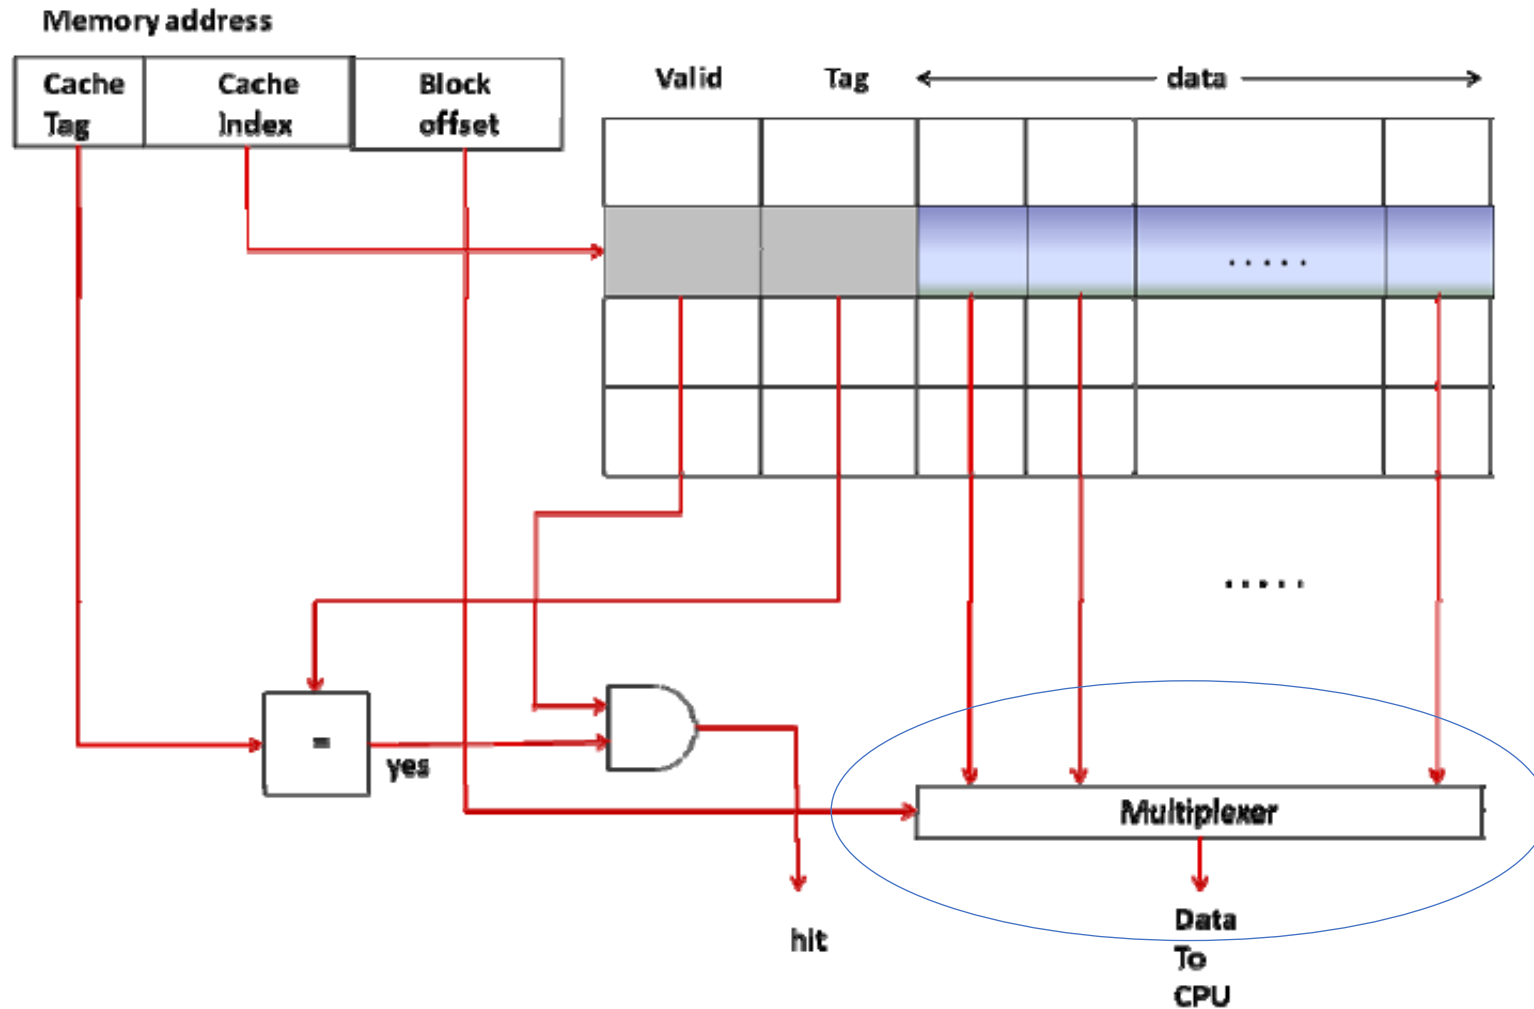 Memory address
Cache Tag
Cache Index
Block offset
Valid
Tag
data
.....
.....
=
yes
Multiplexer
hit
Data
To
CPU